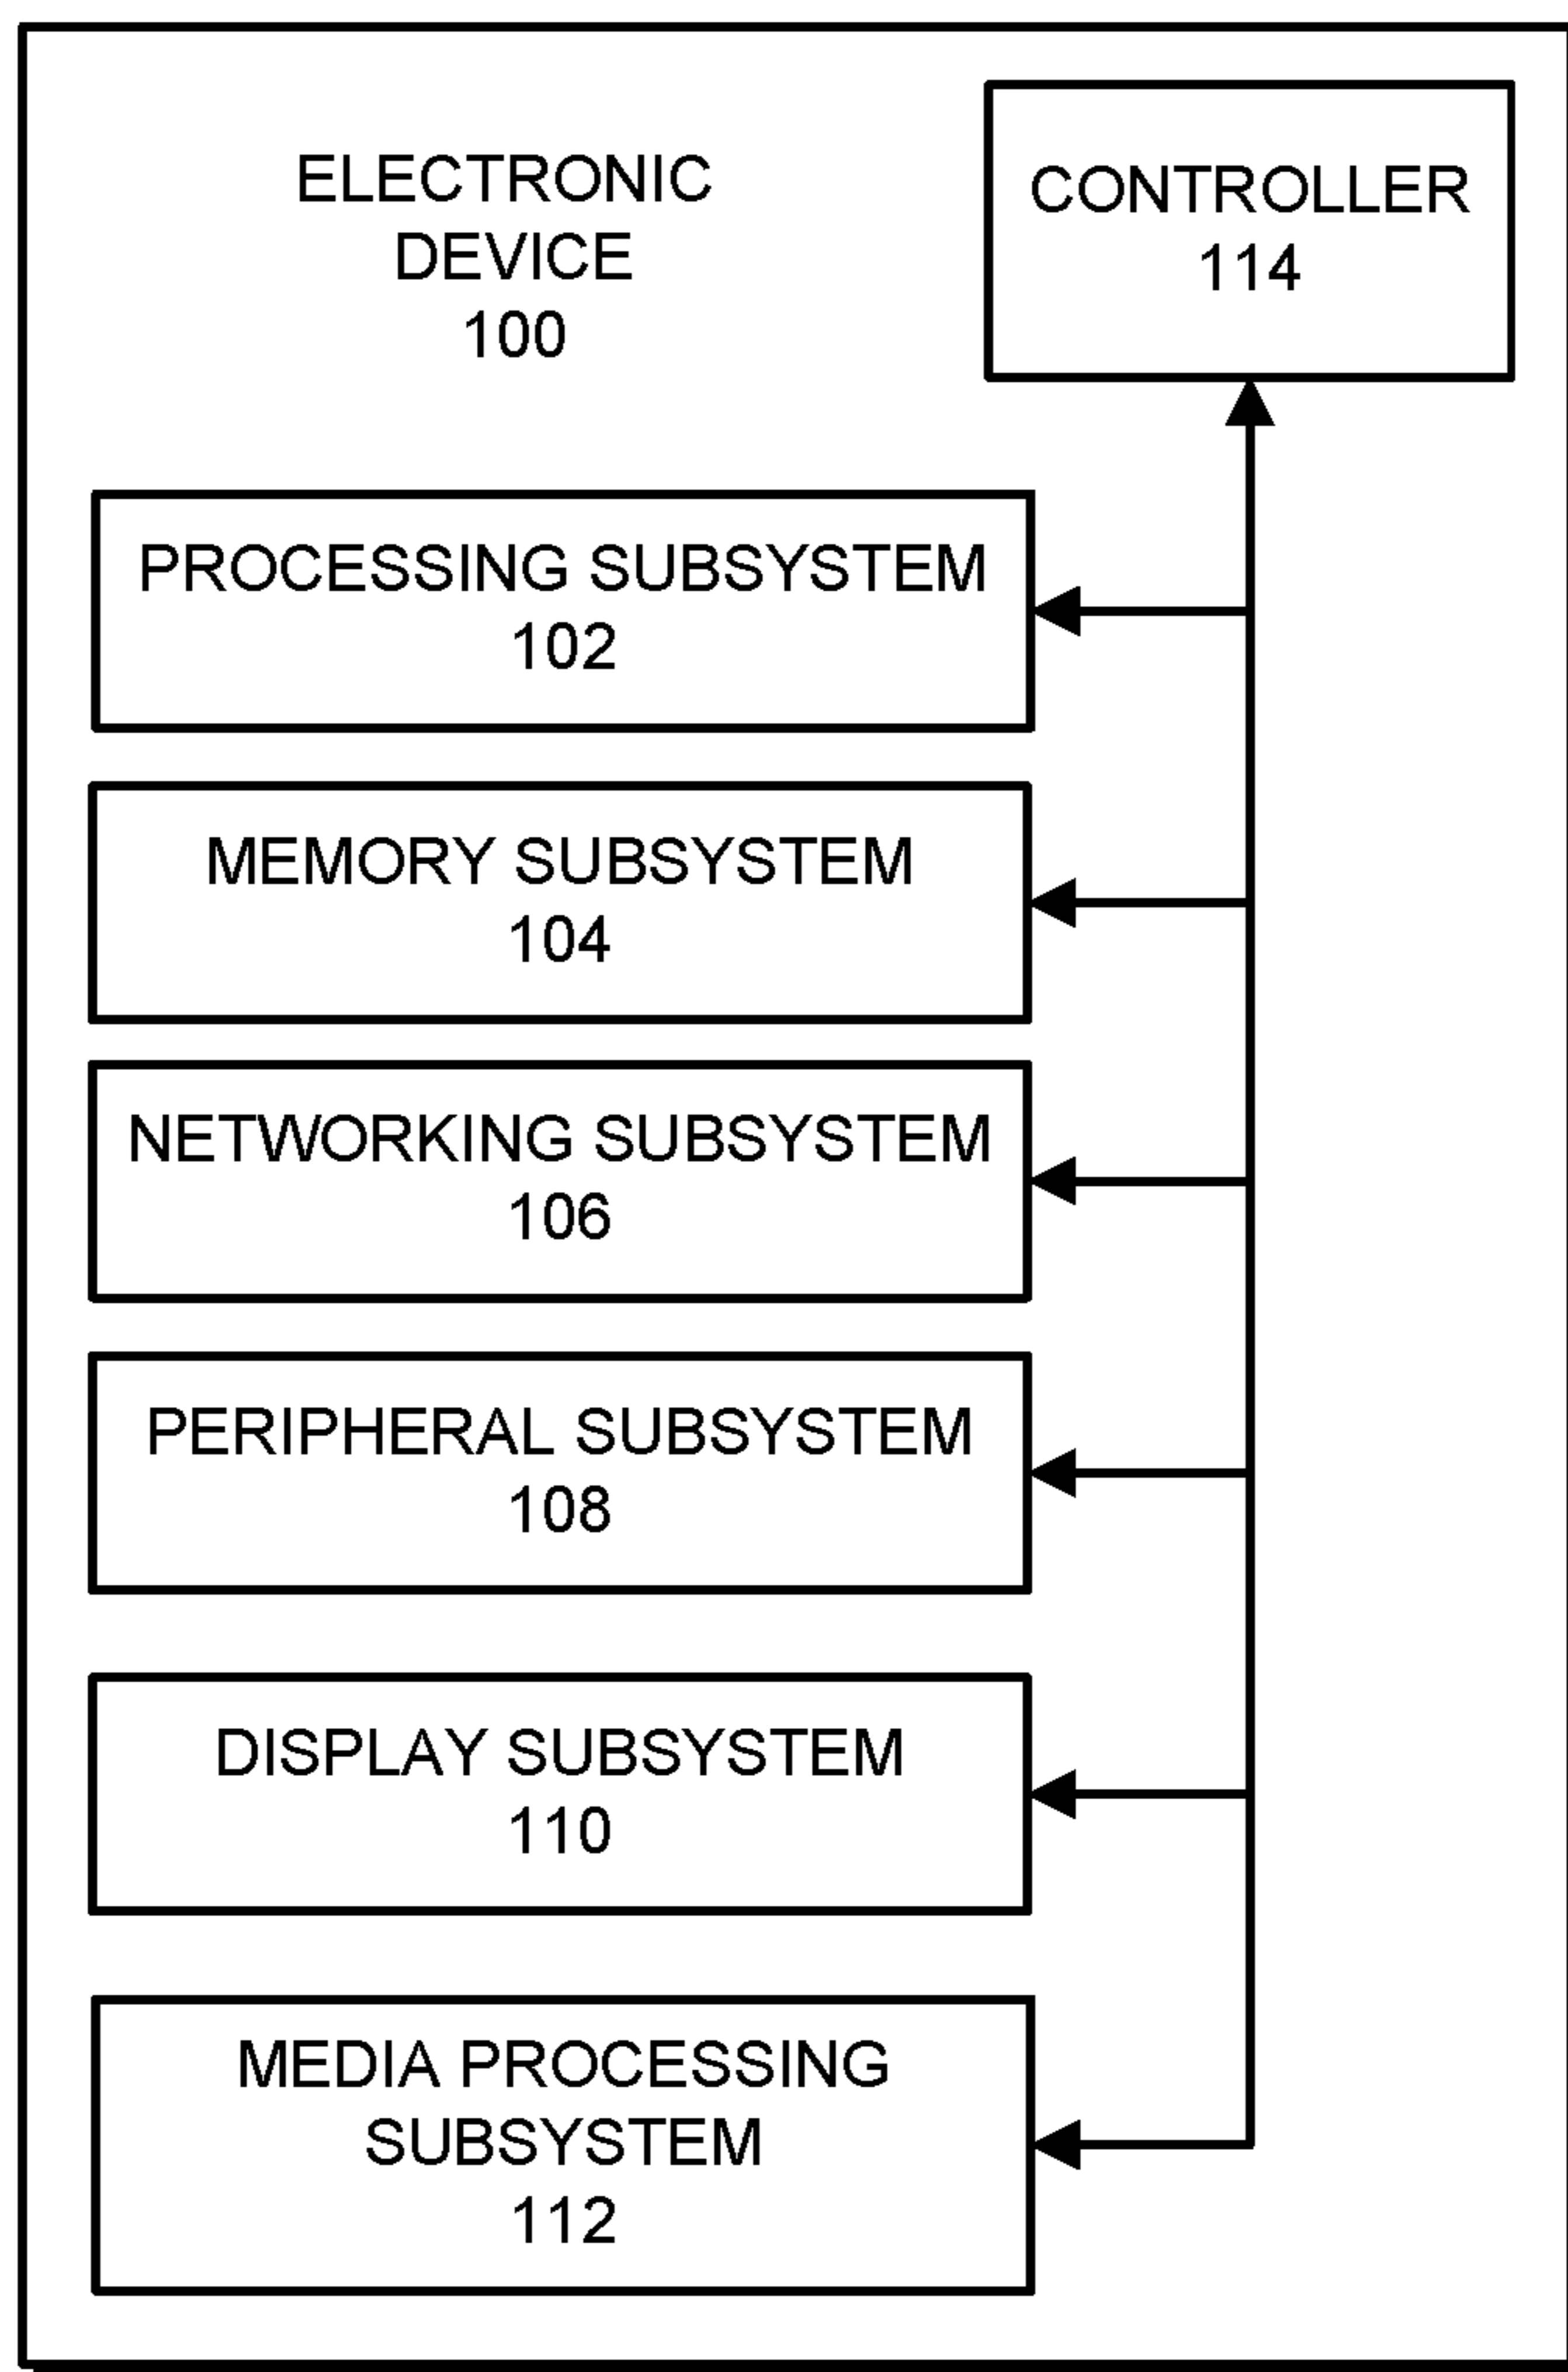 ELECTRONIC
DEVICE
100
CONTROLLER
114
PROCESSING SUBSYSTEM
102
MEMORY SUBSYSTEM
104
NETWORKING SUBSYSTEM
106
PERIPHERAL SUBSYSTEM
108
DISPLAY SUBSYSTEM
110
MEDIA PROCESSING
SUBSYSTEM
112